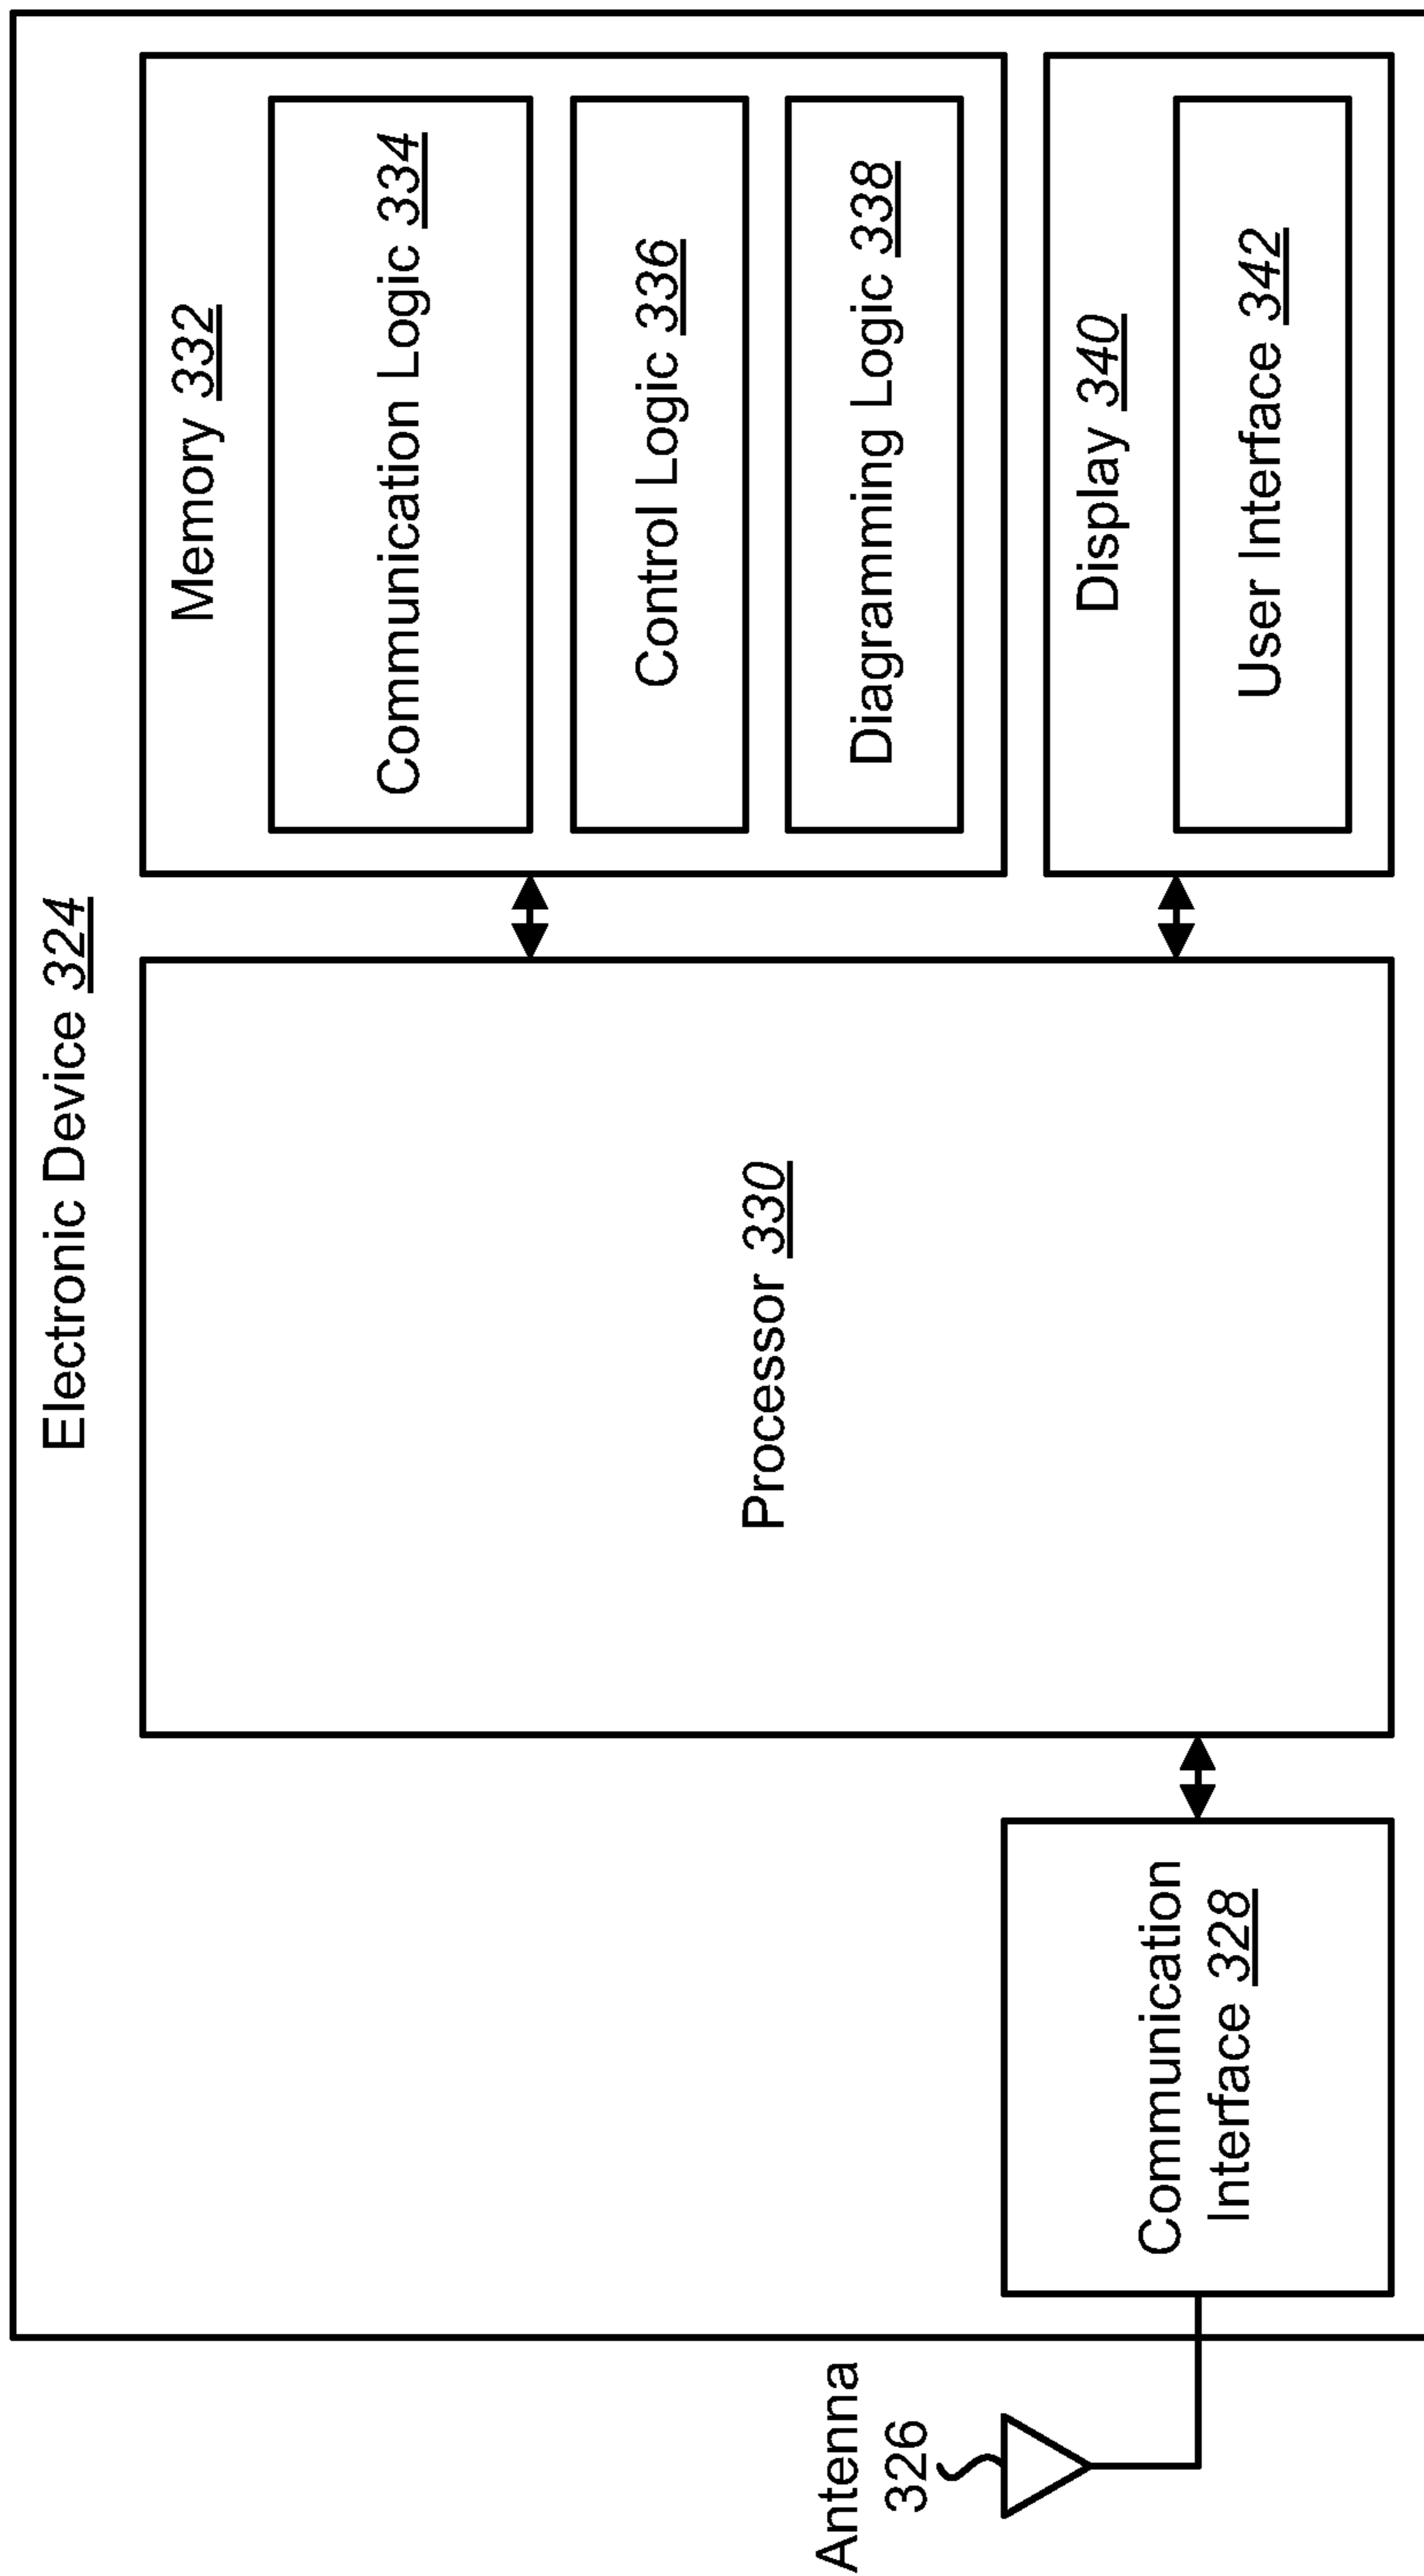 Electronic Device 324
Memory 332
Communication Logic 334
Control Logic 336
Diagramming Logic 338
Processor 330
Display 340
User Interface 342
Communication
Interface 328
Antenna
326